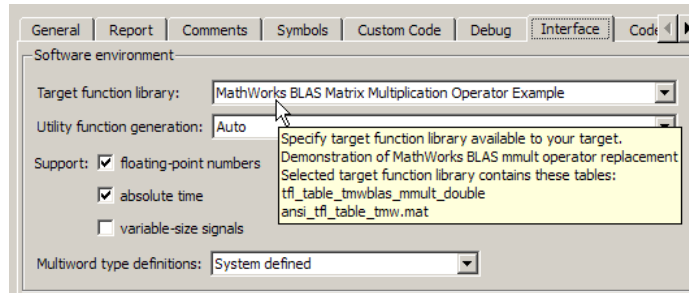 General Report Comments Symbols Custom Code Debug Interface Code
Software environment
Target function library: MathWorks BLAS Matrix Multiplication Operator Example
Utility function generation: Auto
Specify target function library available to your target.
Demonstration of MathWorks BLAS mmult operator replacement
Selected target function library contains these tables:
tfl_table_tmwblas_mmult_double
ansi_tfl_table_tmw.mat
Support: floating-point numbers
absolute time
variable-size signals
Multiword type definitions: System defined